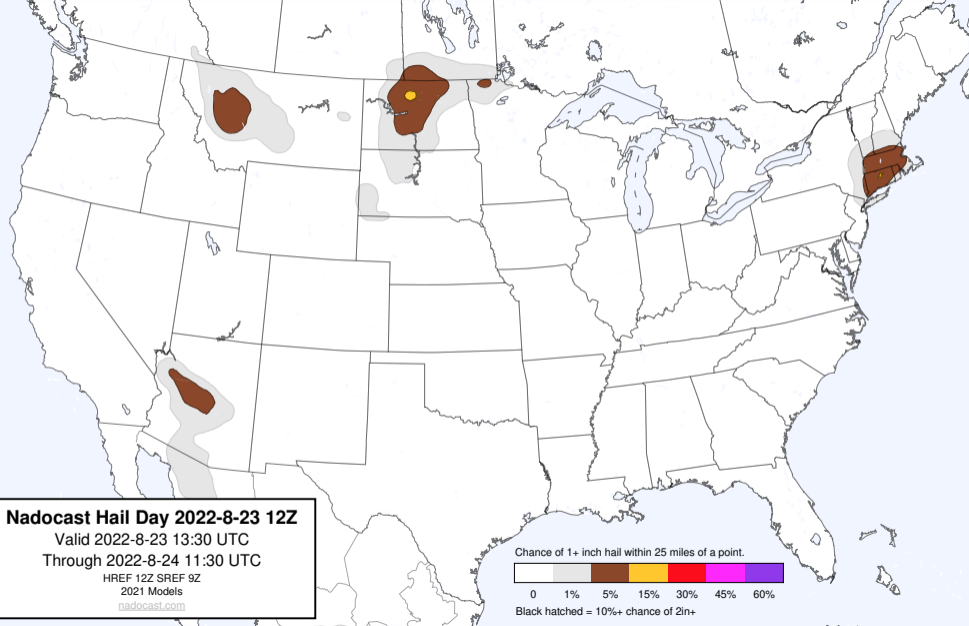 Nadocast Hail Day 2022-8-23 12Z
Valid 2022-8-23 13:30 UTC
Through 2022-8-24 11:30 UTC
HREF 12Z SREF 9Z
2021 Models
nadocast.com
Chance of 1+ inch hail within 25 miles of a point.
0 1% 5% 15% 30% 45% 60%
Black hatched = 10%+ chance of 2in+